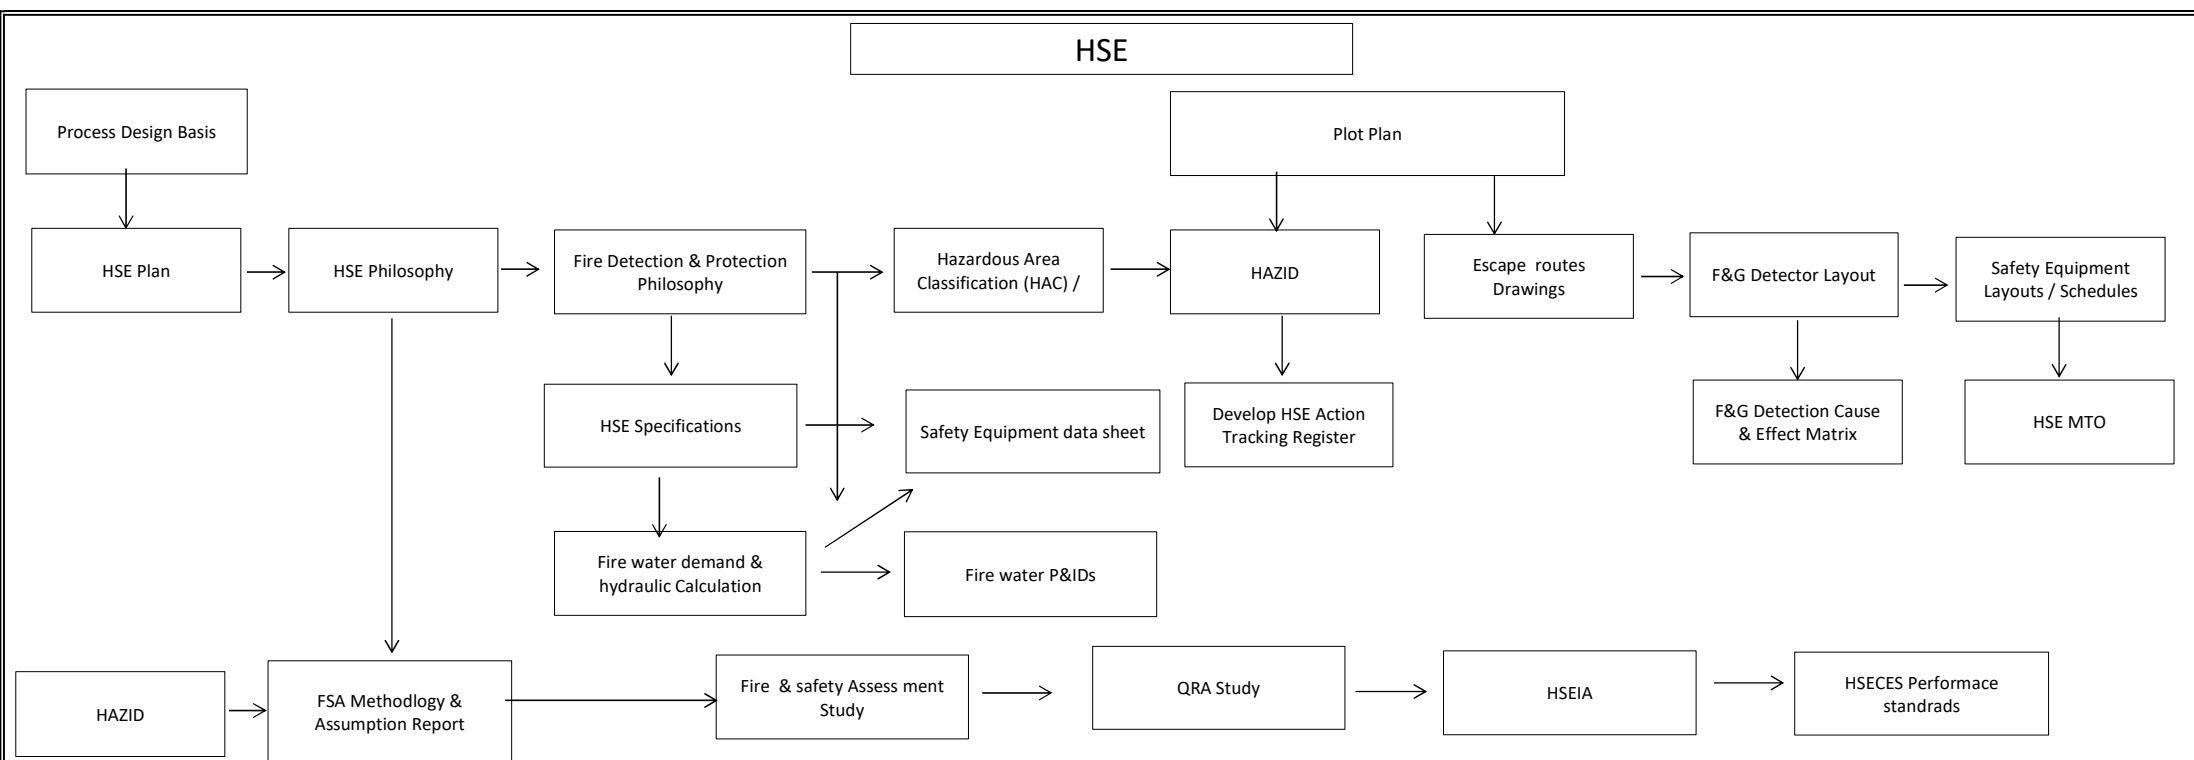 HSE
Process Design Basis
Plot Plan
HSE Plan
HSE Philosophy
Fire Detection & Protection
Philosophy
Hazardous Area
Classification (HAC) /
HAZID
Escape routes
Drawings
F&G Detector Layout
Safety Equipment
Layouts / Schedules
HSE Specifications
Safety Equipment data sheet
Develop HSE Action
Tracking Register
F&G Detection Cause
& Effect Matrix
HSE MTO
Fire water demand &
hydraulic Calculation
Fire water P&IDs
HAZID
FSA Methodlogy &
Assumption Report
Fire & safety Assess ment
Study
QRA Study
HSEIA
HSECES Performace
standrads